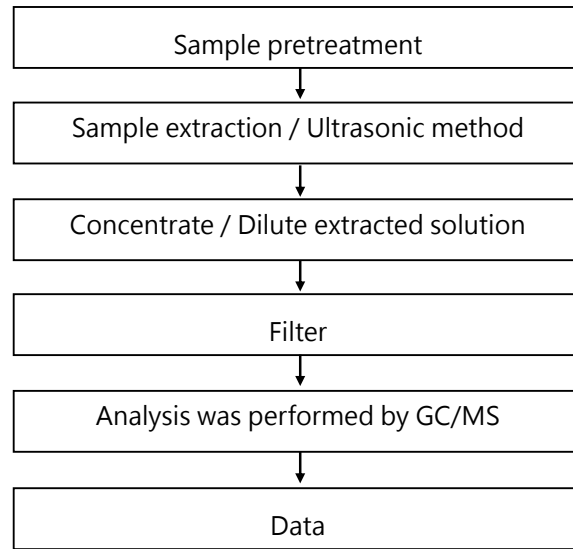 Sample pretreatment
Sample extraction / Ultrasonic method
Concentrate / Dilute extracted solution
Filter
Analysis was performed by GC/MS
Data